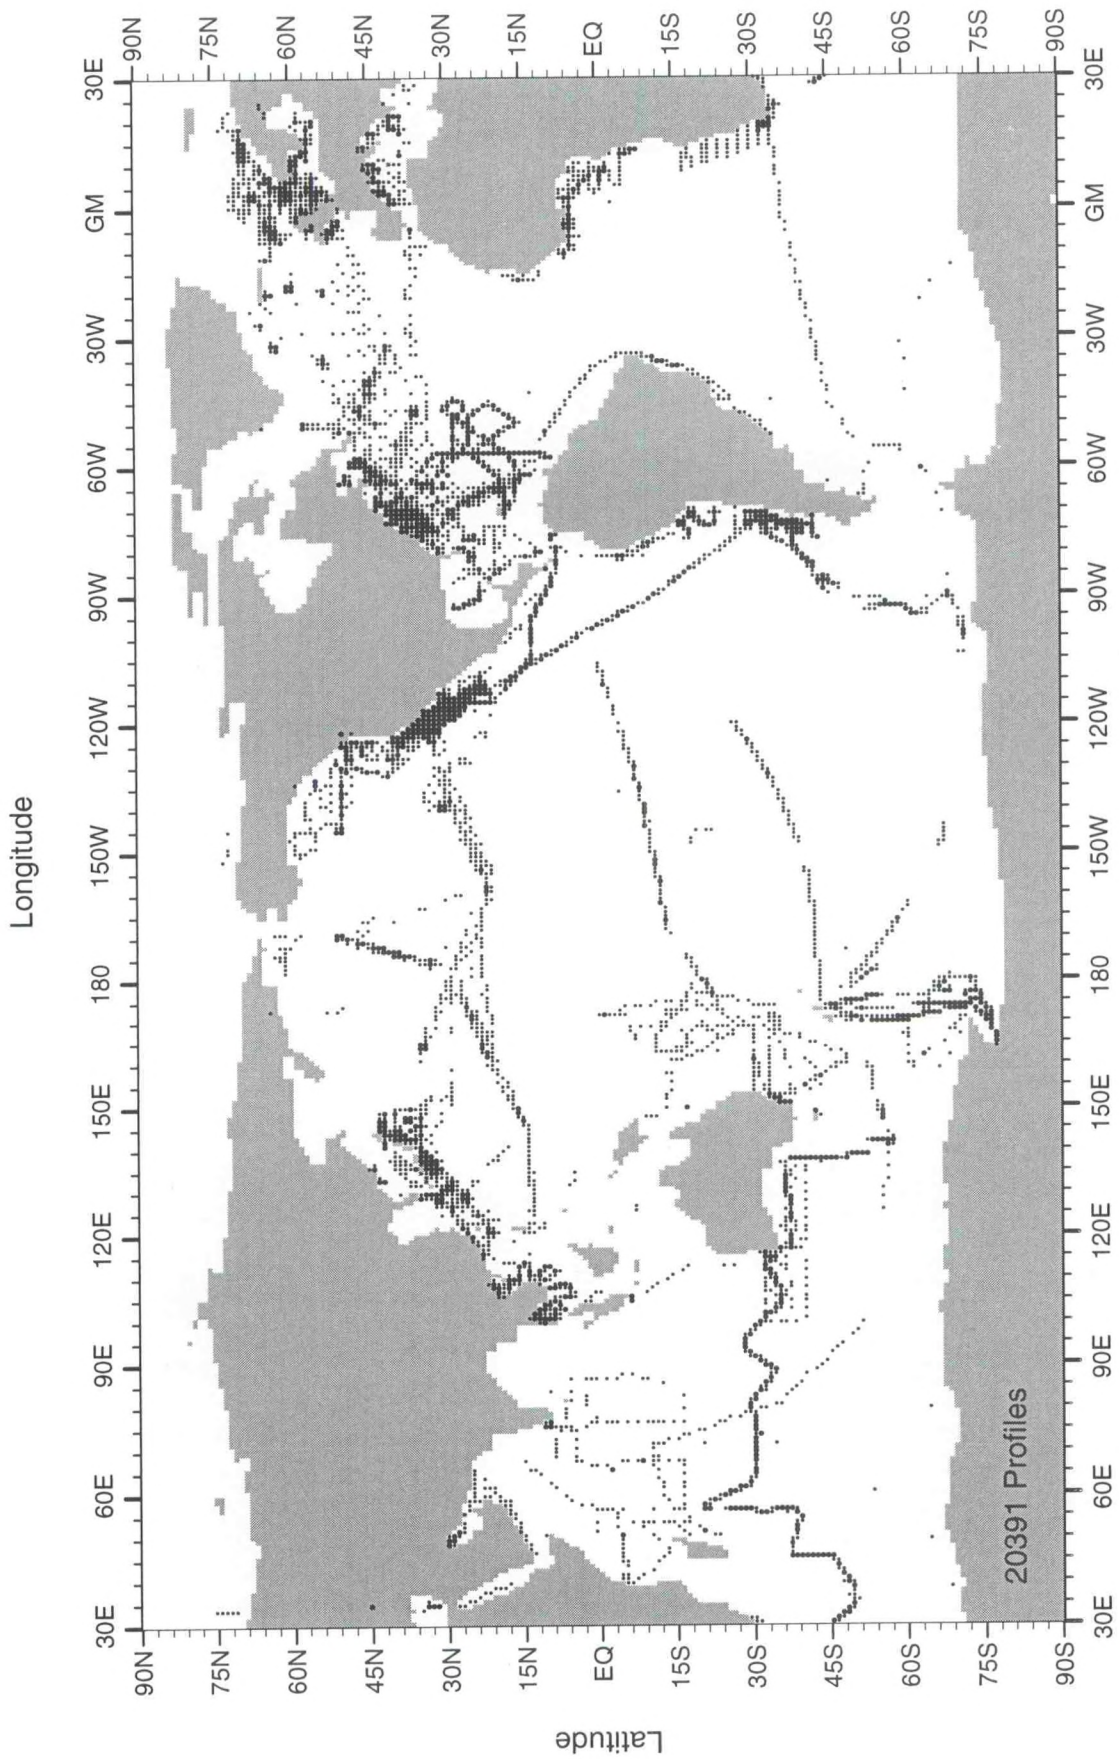 Longitude
30E 60E 90E 120E 150E 180 150W 120W 90W 60W 30W GM 30E
90N 90N
75N 75N
60N 60N
45N 45N
30N 30N
15N 15N
Latitude
EQ EQ
15S 15S
30S 30S
45S 45S
60S 60S
75S 75S
90S 90S
20391 Profiles
30E 60E 90E 120E 150E 180 150W 120W 90W 60W 30W GM 30E